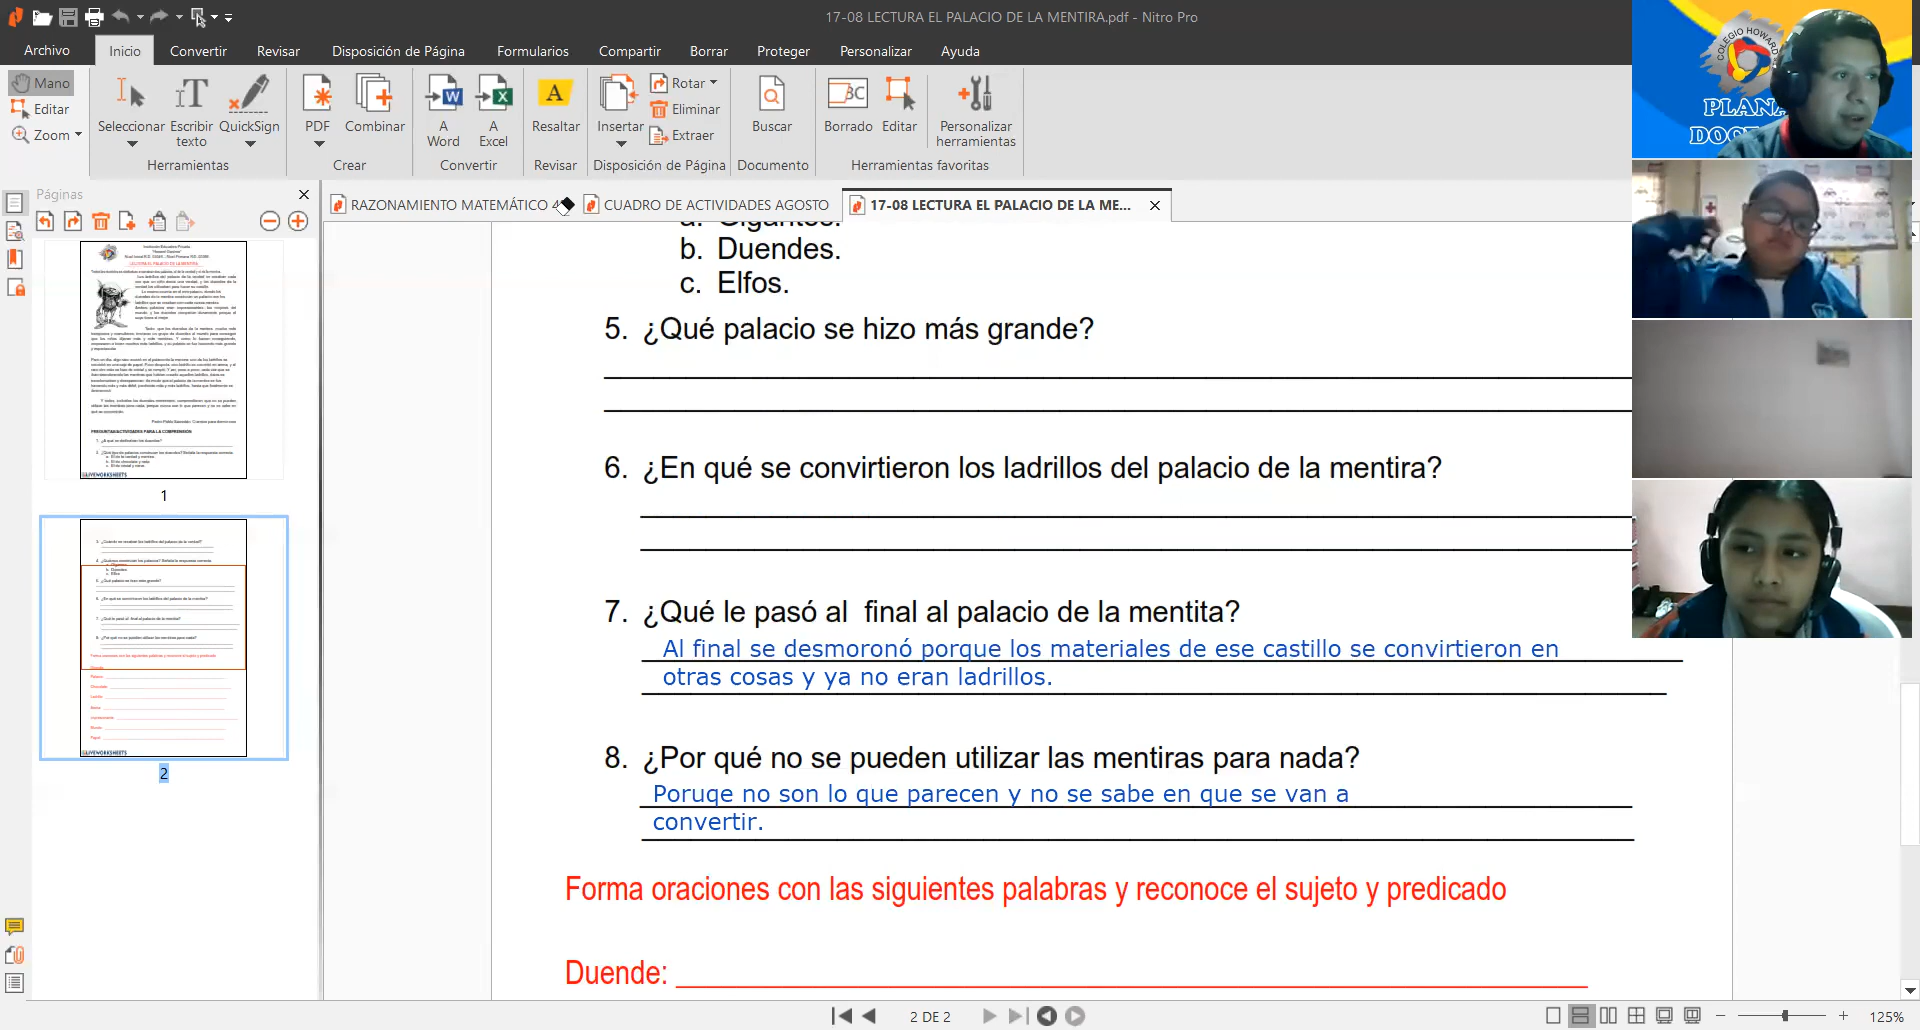 17-08 LECTURA EL PALACIO DE LA MENTIRA.pdf - Nitro Pro
Archivo Inicio Convertir Revisar Disposición de Página Formularios Compartir Borrar Proteger Personalizar Ayuda
Mano
Editar
Zoom
Seleccionar
Escribir texto
QuickSign
Herramientas
PDF
Combinar
Crear
A Word
A Excel
Convertir
Resaltar
Revisar
Insertar
Rotar
Eliminar
Extraer
Disposición de Página
Buscar
Documento
Borrado
Editar
Personalizar herramientas
Herramientas favoritas
COLEGIO HOWARD
PLANA
Páginas
RAZONAMIENTO MATEMÁTICO 4
CUADRO DE ACTIVIDADES AGOSTO
17-08 LECTURA EL PALACIO DE LA ME...
1
2
a. Gigantes.
b. Duendes.
c. Elfos.
5. ¿Qué palacio se hizo más grande?
6. ¿En qué se convirtieron los ladrillos del palacio de la mentira?
7. ¿Qué le pasó al final al palacio de la mentita?
Al final se desmoronó porque los materiales de ese castillo se convirtieron en
otras cosas y ya no eran ladrillos.
8. ¿Por qué no se pueden utilizar las mentiras para nada?
Poruqe no son lo que parecen y no se sabe en que se van a
convertir.
Forma oraciones con las siguientes palabras y reconoce el sujeto y predicado
Duende:
2 DE 2
125%